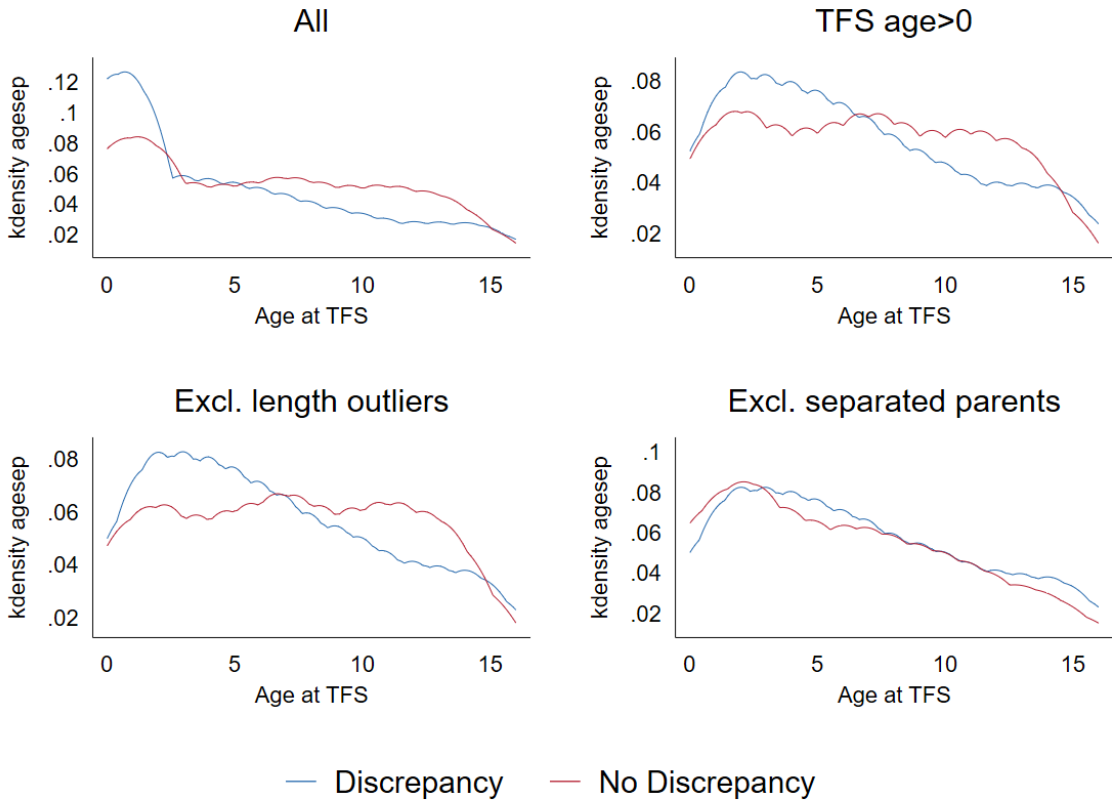 All
kdensity agesep
.12
.1
.08
.06
.04
.02
0 5 10 15
Age at TFS
TFS age>0
kdensity agesep
.08
.06
.04
.02
0 5 10 15
Age at TFS
Excl. length outliers
kdensity agesep
.08
.06
.04
.02
0 5 10 15
Age at TFS
Excl. separated parents
kdensity agesep
.1
.08
.06
.04
.02
0 5 10 15
Age at TFS
Discrepancy No Discrepancy